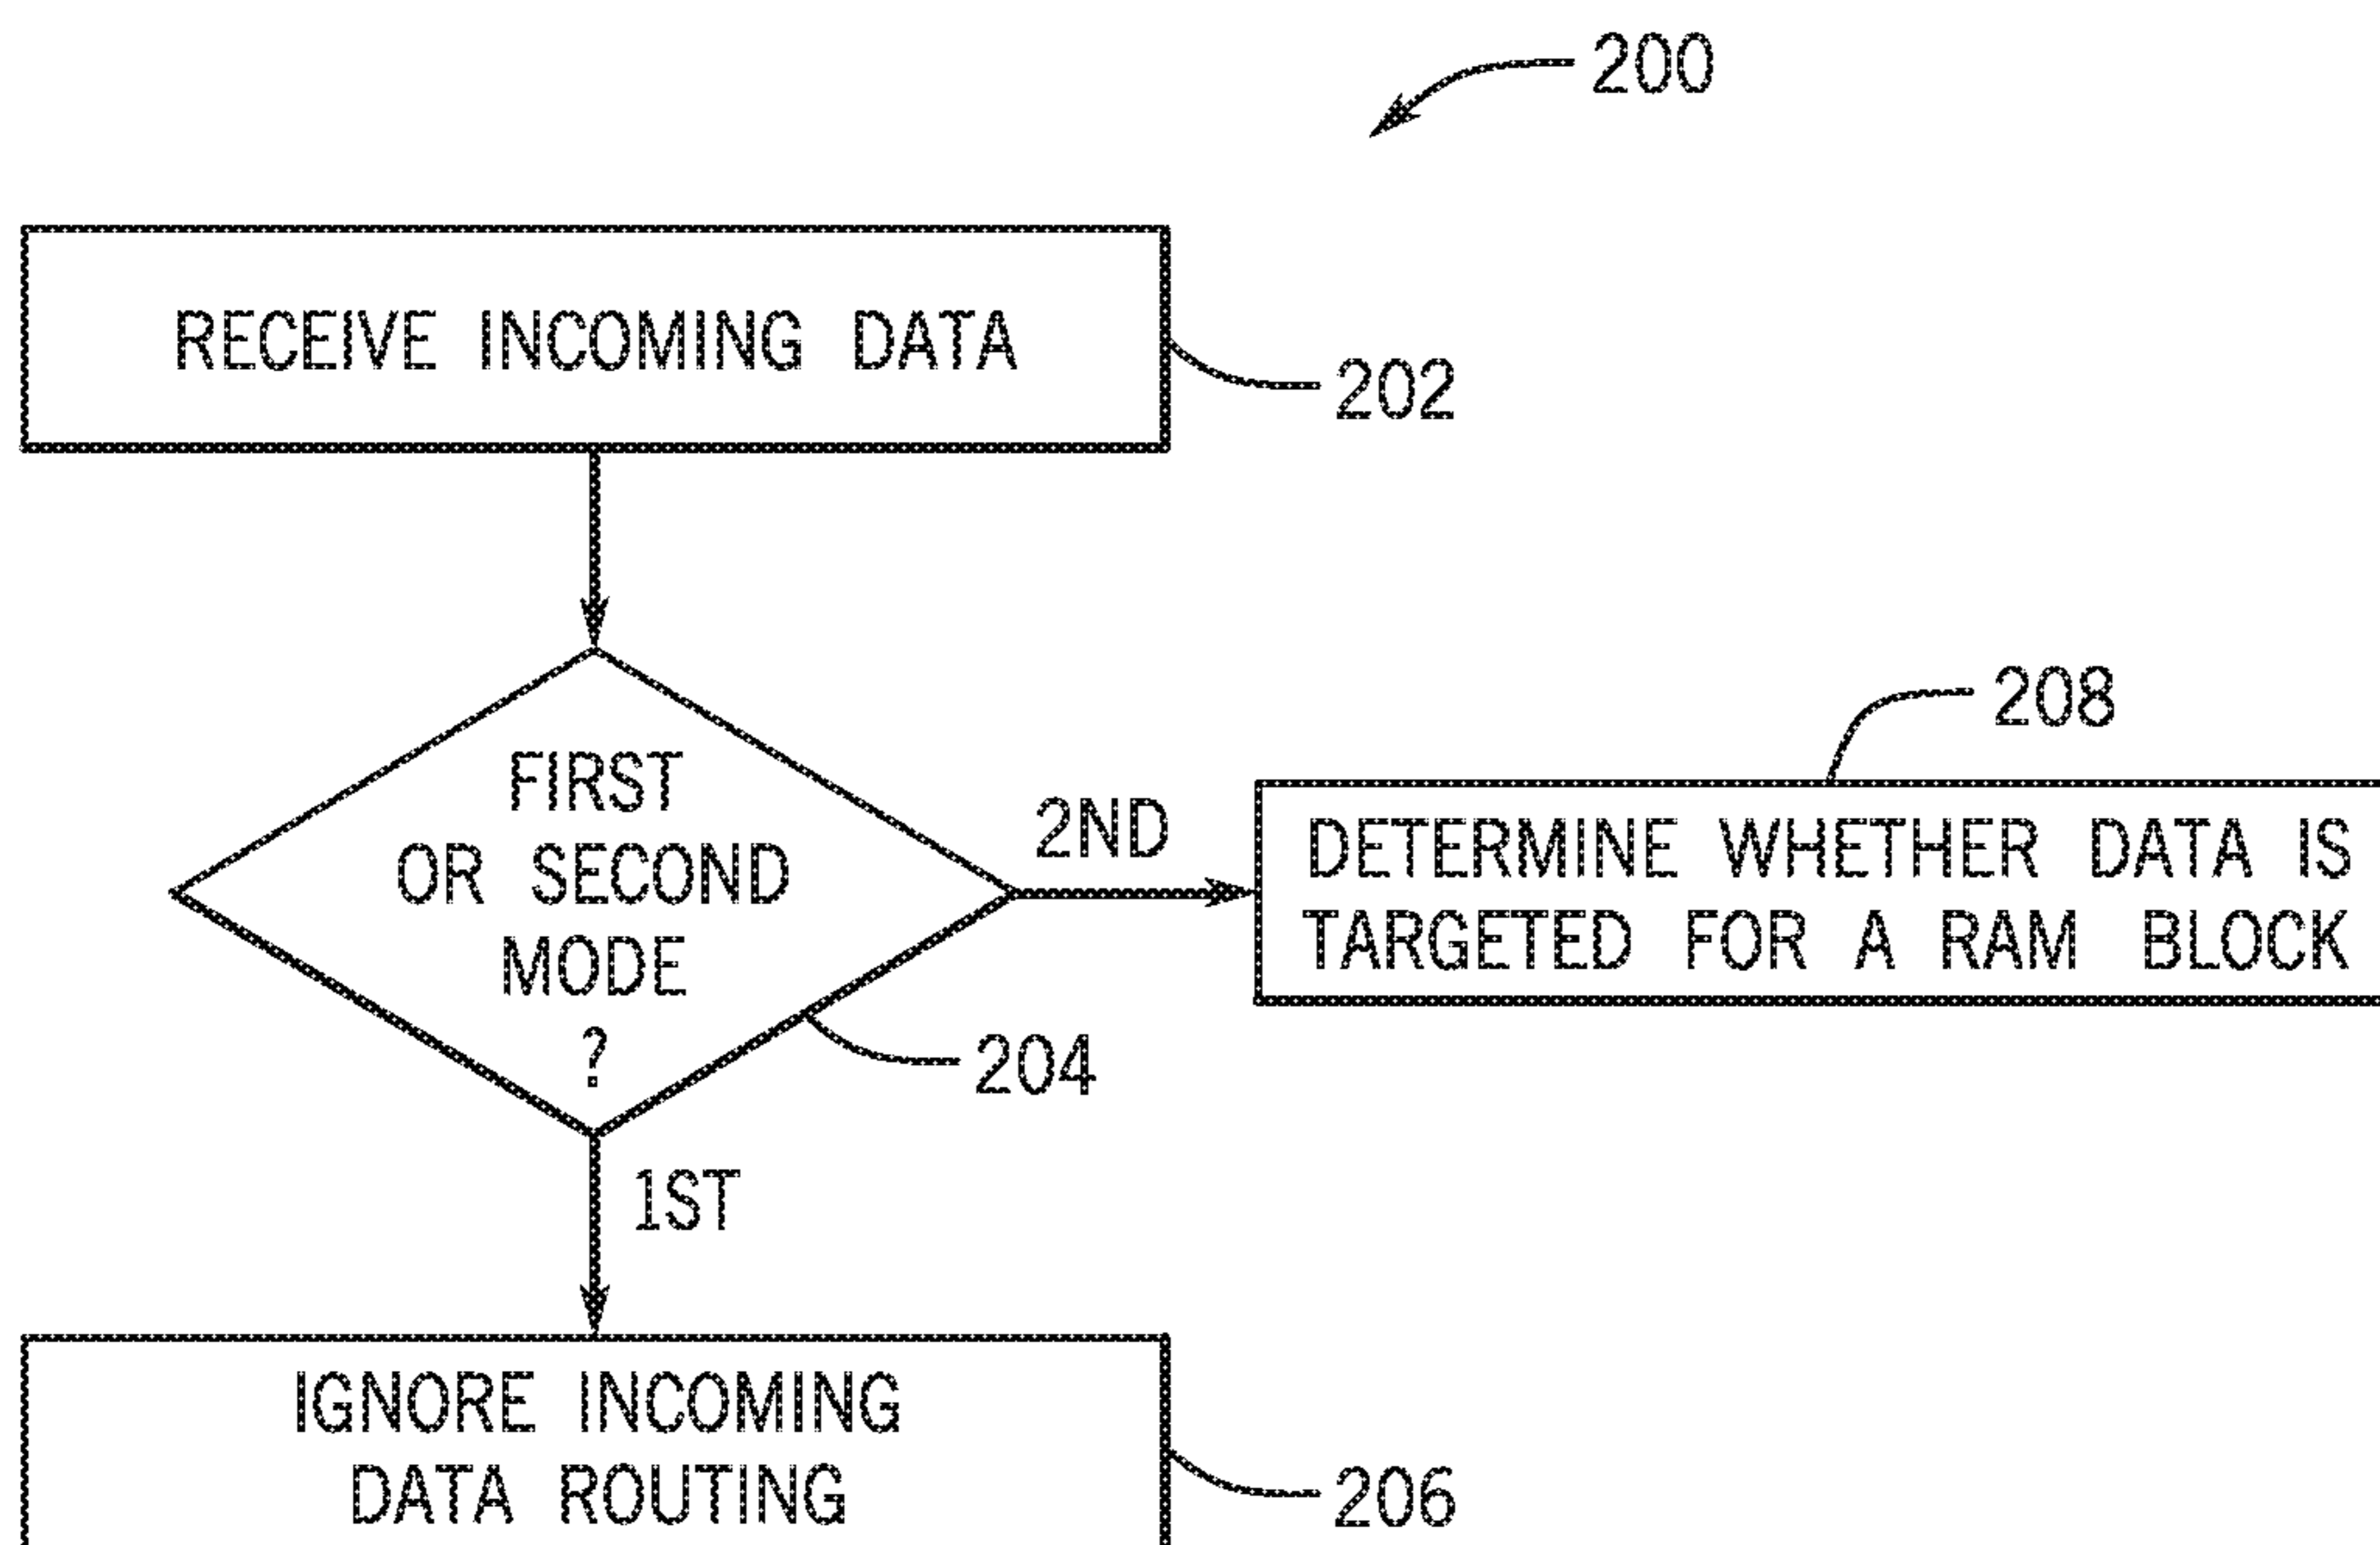 200
RECEIVE INCOMING DATA
202
FIRST
OR SECOND
MODE
?
204
2ND
208
DETERMINE WHETHER DATA IS
TARGETED FOR A RAM BLOCK
1ST
IGNORE INCOMING
DATA ROUTING
206